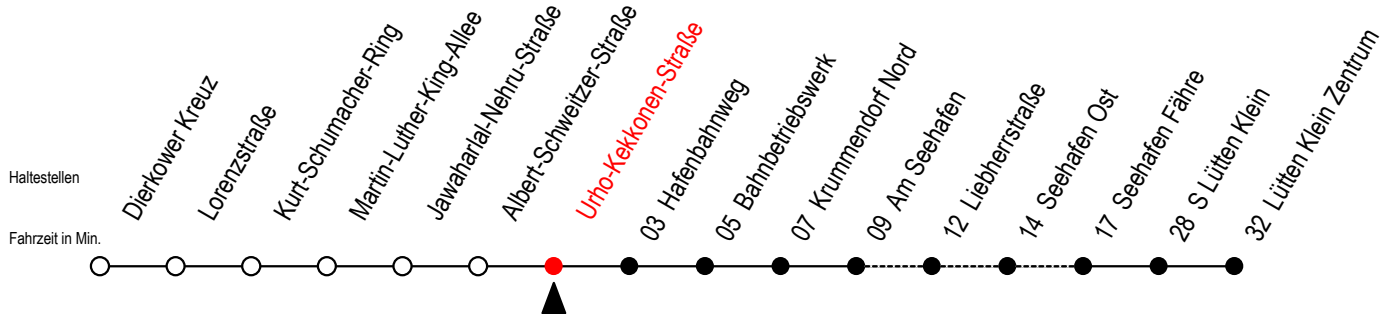 Haltestellen
Fahrzeit in Min.
Dierkower Kreuz
Lorenzstraße
Kurt-Schumacher-Ring
Martin-Luther-King-Allee
Jawaharlal-Nehru-Straße
Albert-Schweitzer-Straße
Urho-Kekkonen-Straße
03 Hafenbahnweg
05 Bahnbetriebswerk
07 Krummendorf Nord
09 Am Seehafen
12 Liebherrstraße
14 Seehafen Ost
17 Seehafen Fähre
28 S Lütten Klein
32 Lütten Klein Zentrum